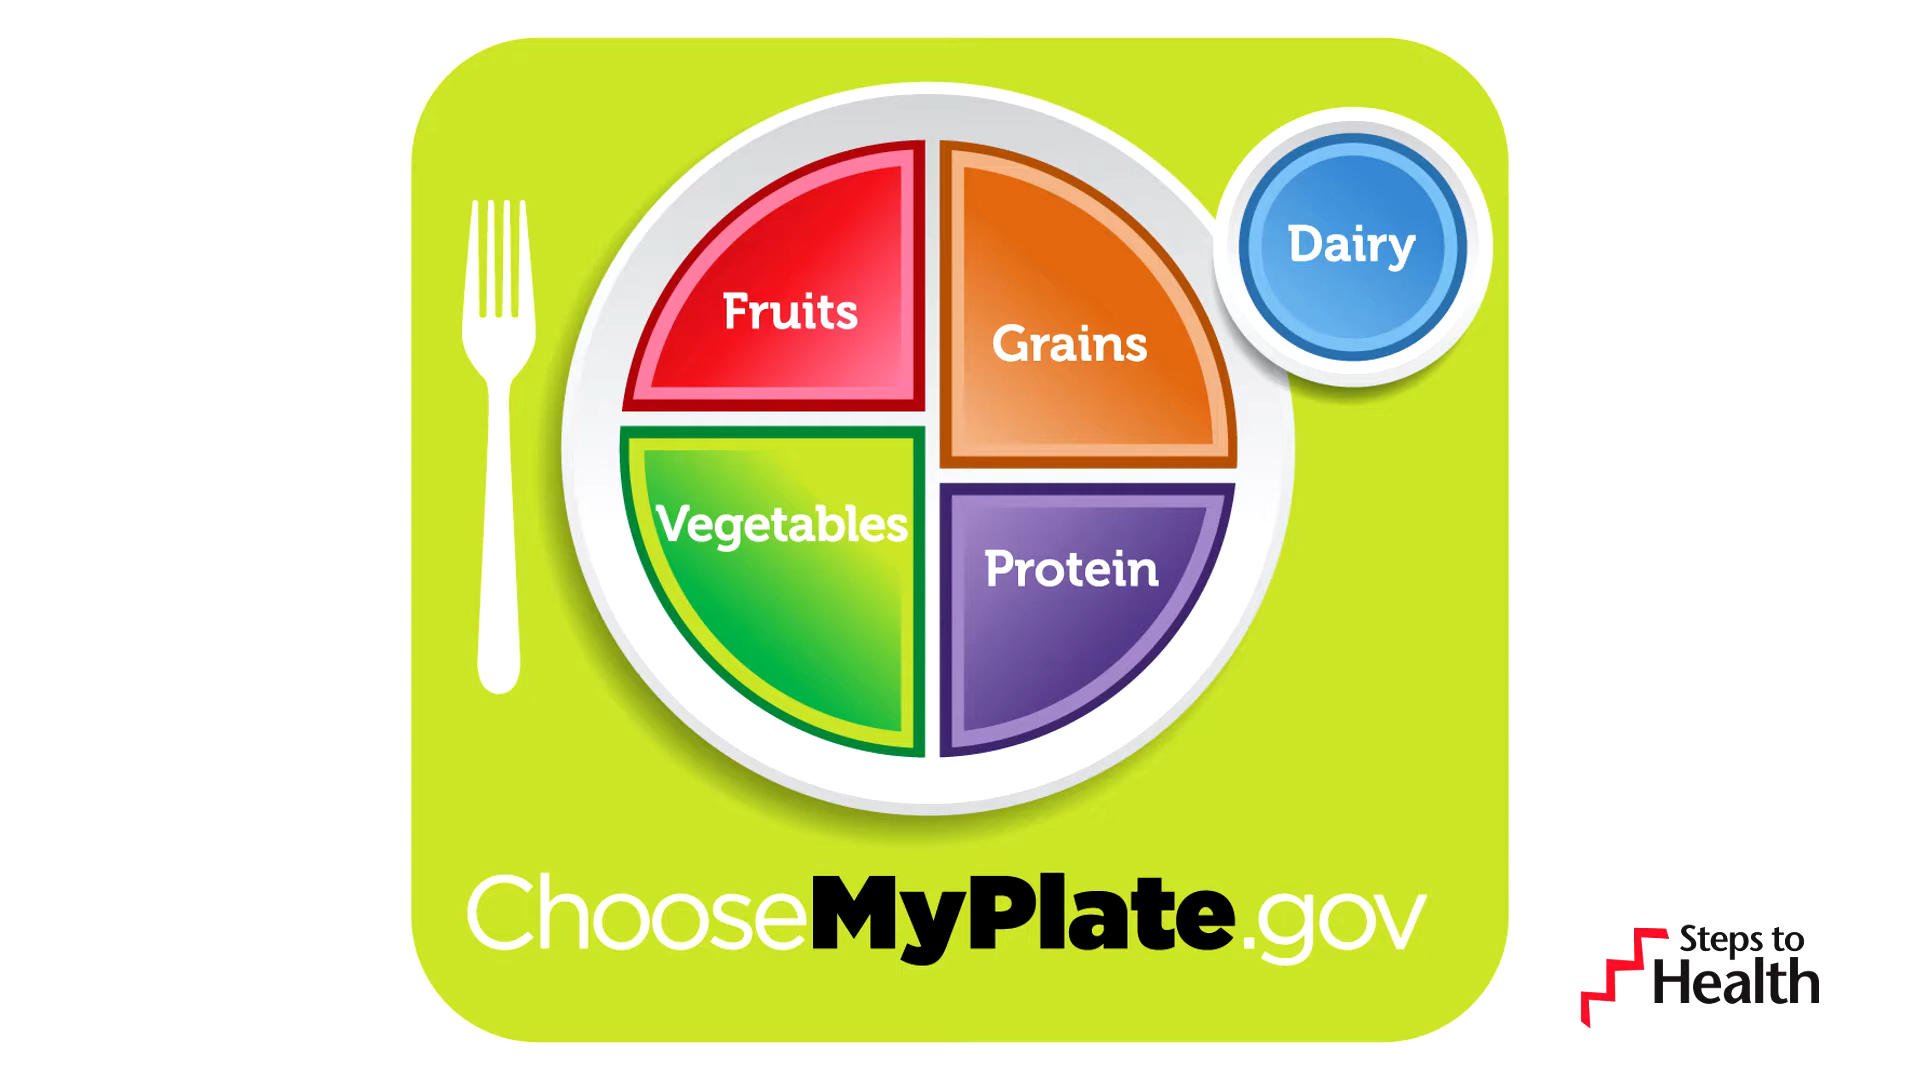 Fruits
Grains
Dairy
Vegetables
Protein
ChooseMyPlate.gov
Steps to
Health